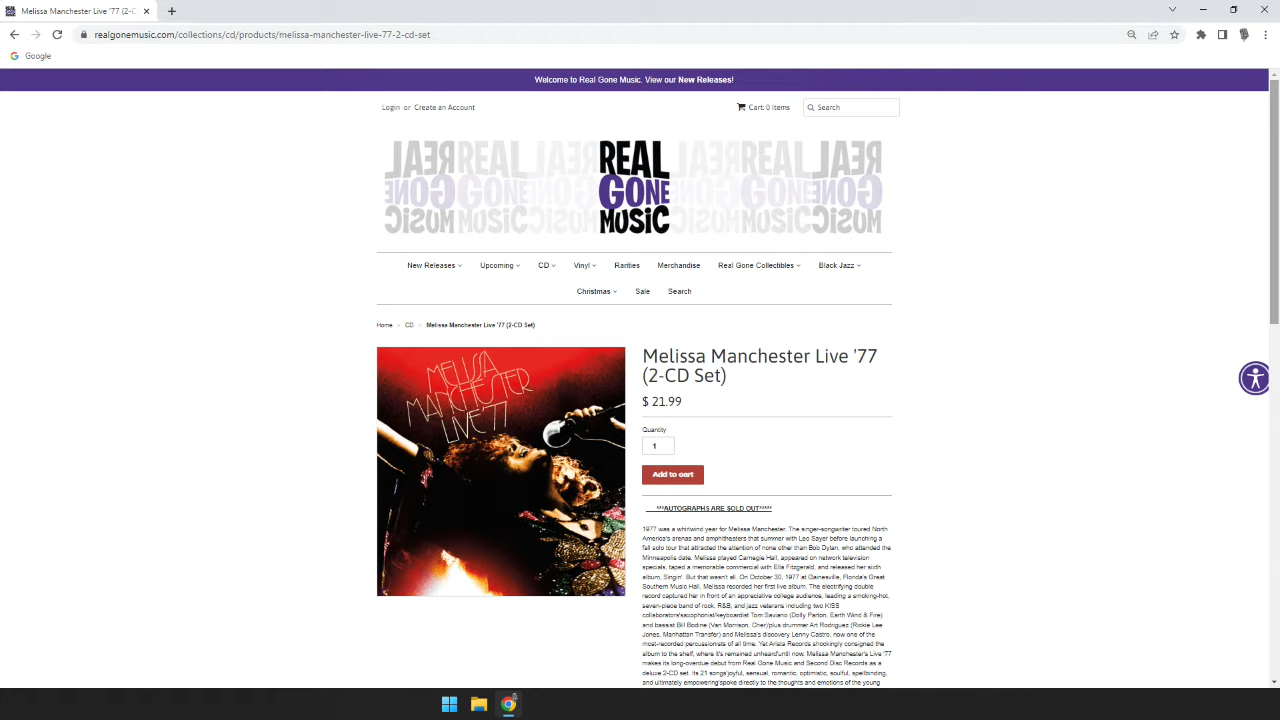 Melissa Manchester Live '77 (2-C
realgonemusic.com/collections/cd/products/melissa-manchester-live-77-2-cd-set
Google
Welcome to Real Gone Music. View our New Releases!
Login or Create an Account
Cart: 0 Items
Search
REAL
GONE
MUSIC
New Releases
Upcoming
CD
Vinyl
Rarities
Merchandise
Real Gone Collectibles
Black Jazz
Christmas
Sale
Search
Home
CD
Melissa Manchester Live '77 (2-CD Set)
MELISSA
MANCHESTER
LIVE '77
Melissa Manchester Live '77
(2-CD Set)
$ 21.99
Quantity
1
Add to cart
***AUTOGRAPHS ARE SOLD OUT*****
1977 was a whirlwind year for Melissa Manchester. The singer-songwriter toured North
America's arenas and amphitheaters that summer with Leo Sayer before launching a
fall solo tour that attracted the attention of none other than Bob Dylan, who attended the
Minneapolis date. Melissa played Carnegie Hall, appeared on network television
specials, taped a memorable commercial with Ella Fitzgerald, and released her sixth
album, Singin'. But that wasn't all. On October 30, 1977 at Gainesville, Florida's Great
Southern Music Hall, Melissa recorded her first live album. The electrifying double
record captured her in front of an appreciative college audience, leading a smoking-hot,
seven-piece band of rock, R&B, and jazz veterans including two KISS
collaborators'saxophonist/keyboardist Tom Saviano (Dolly Parton, Earth Wind & Fire)
and bassist Bill Bodine (Van Morrison, Cher)'plus drummer Art Rodriguez (Rickie Lee
Jones, Manhattan Transfer) and Melissa's discovery Lenny Castro, now one of the
most-recorded percussionists of all time. Yet Arista Records shockingly consigned the
album to the shelf, where it's remained unheard'until now. Melissa Manchester's Live '77
makes its long-overdue debut from Real Gone Music and Second Disc Records as a
deluxe 2-CD set. Its 21 songs'joyful, sensual, romantic, optimistic, soulful, spellbinding,
and ultimately empowering'spoke directly to the thoughts and emotions of the young